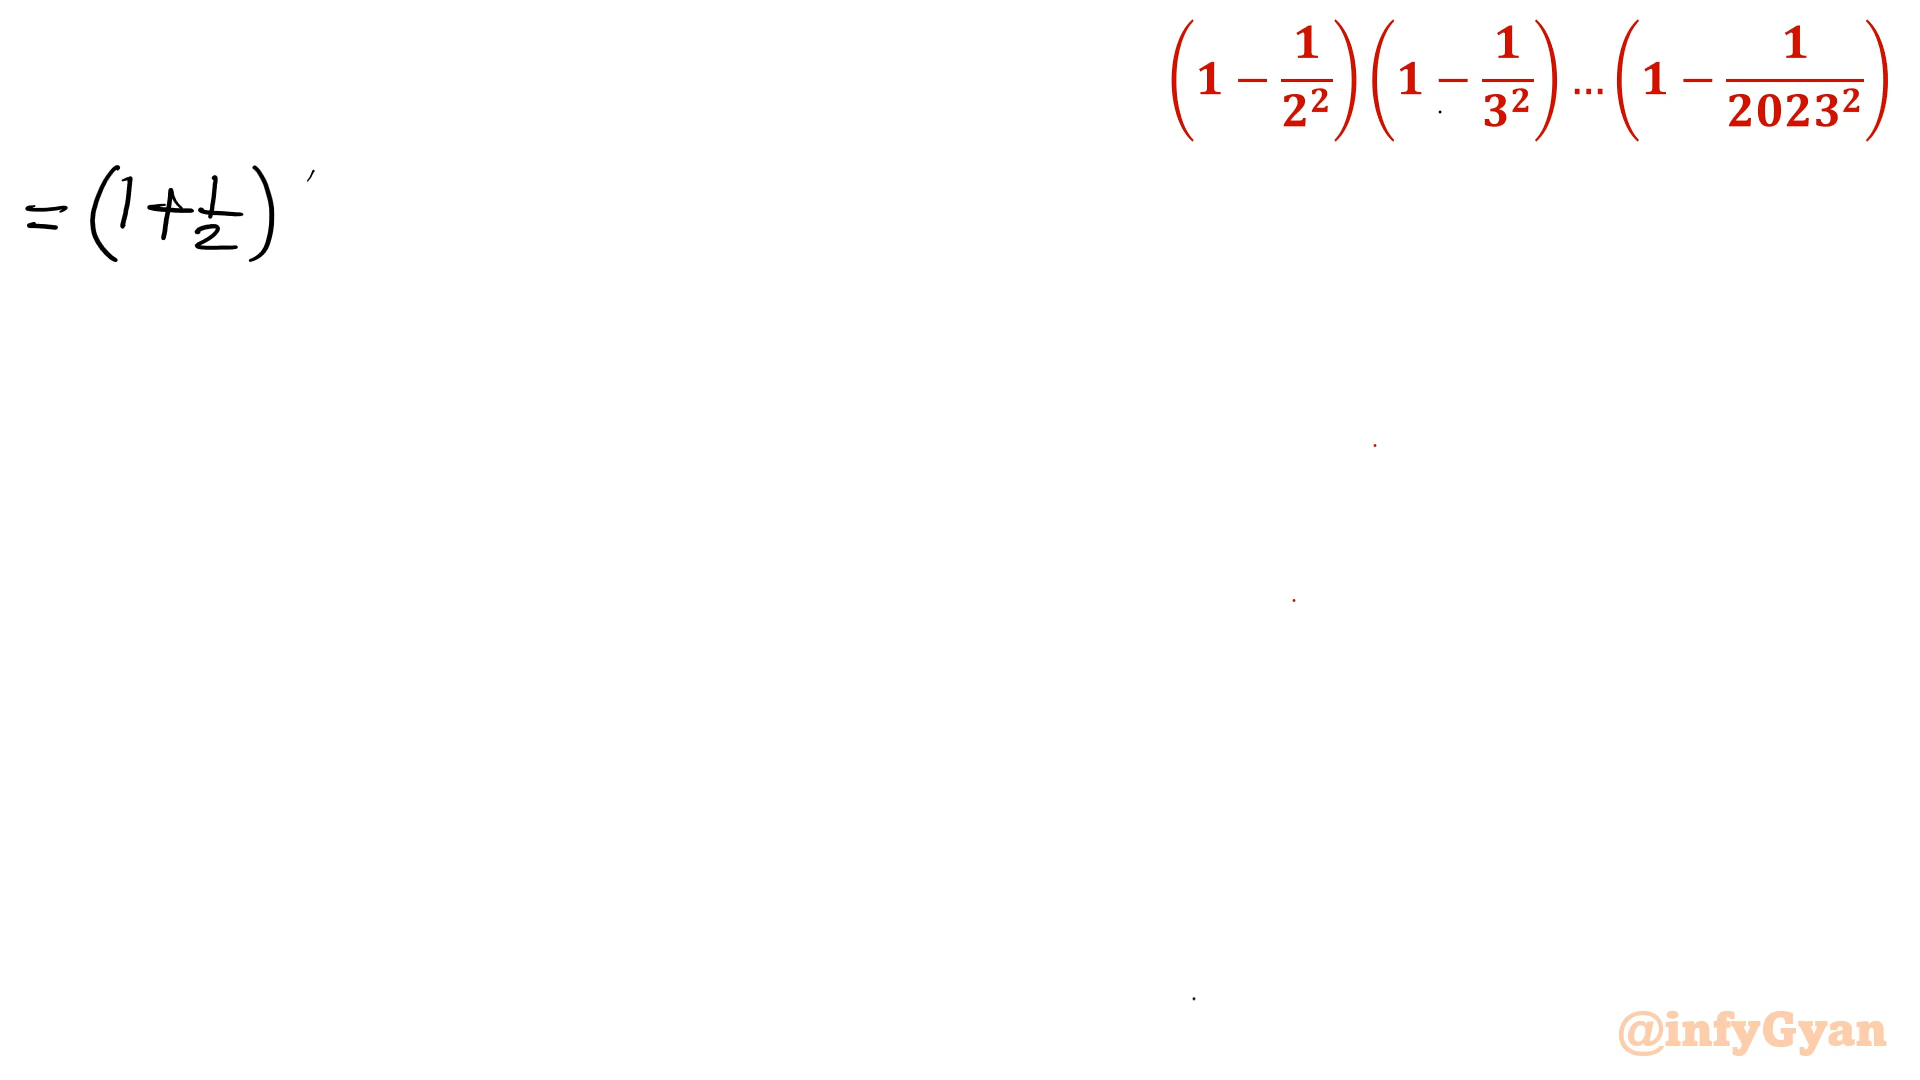 (1 − 1/2²)(1 − 1/3²)...(1 − 1/2023²)
= (1 + 1/2)
@infyGyan